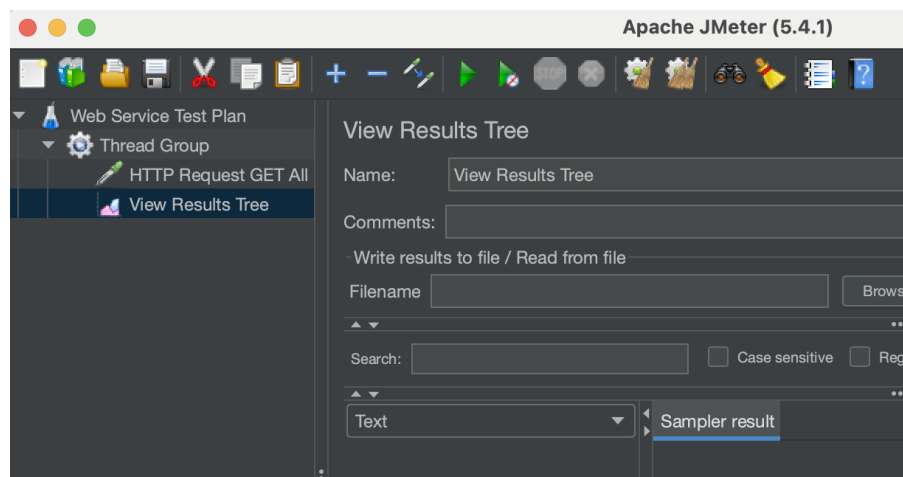 Apache JMeter (5.4.1)
STOP
Web Service Test Plan
Thread Group
HTTP Request GET All
View Results Tree
View Results Tree
Name: View Results Tree
Comments:
Write results to file / Read from file
Filename Brows
Search: Case sensitive Reg
Text Sampler result